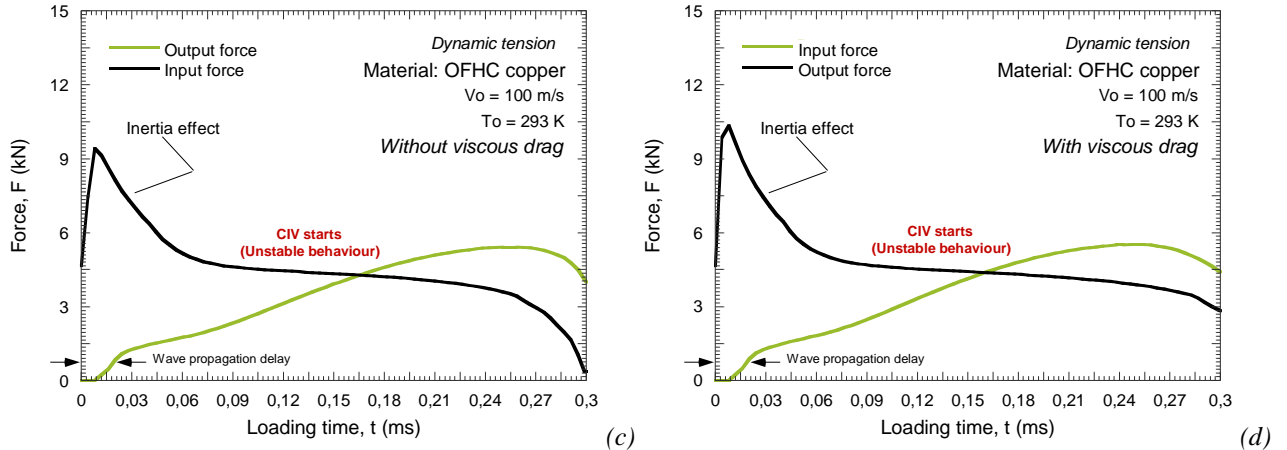 15
12
9
6
3
0
Force, F (kN)
Output force
Input force
Dynamic tension
Material: OFHC copper
Vo = 100 m/s
To = 293 K
Without viscous drag
Inertia effect
CIV starts
(Unstable behaviour)
Wave propagation delay
0 0,03 0,06 0,09 0,12 0,15 0,18 0,21 0,24 0,27 0,3
Loading time, t (ms)
(c)
15
12
9
6
3
0
Force, F (kN)
Input force
Output force
Dynamic tension
Material: OFHC copper
Vo = 100 m/s
To = 293 K
With viscous drag
Inertia effect
CIV starts
(Unstable behaviour)
Wave propagation delay
0 0,03 0,06 0,09 0,12 0,15 0,18 0,21 0,24 0,27 0,3
Loading time, t (ms)
(d)